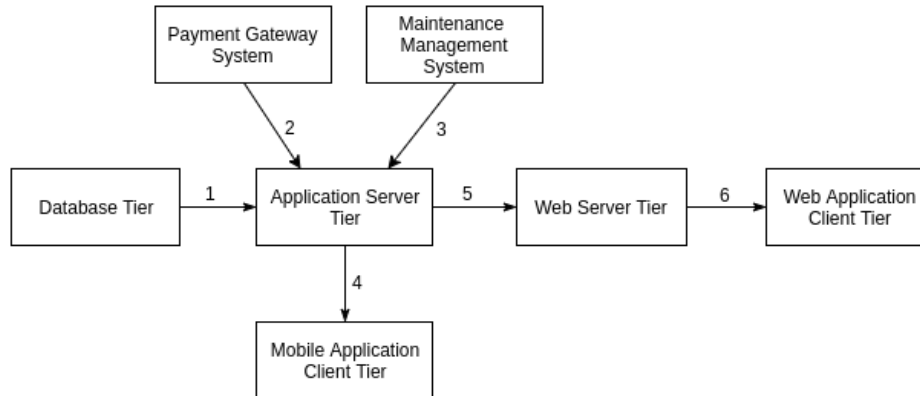 Payment Gateway
System
Maintenance
Management
System
2
3
Database Tier
1
Application Server
Tier
5
Web Server Tier
6
Web Application
Client Tier
4
Mobile Application
Client Tier